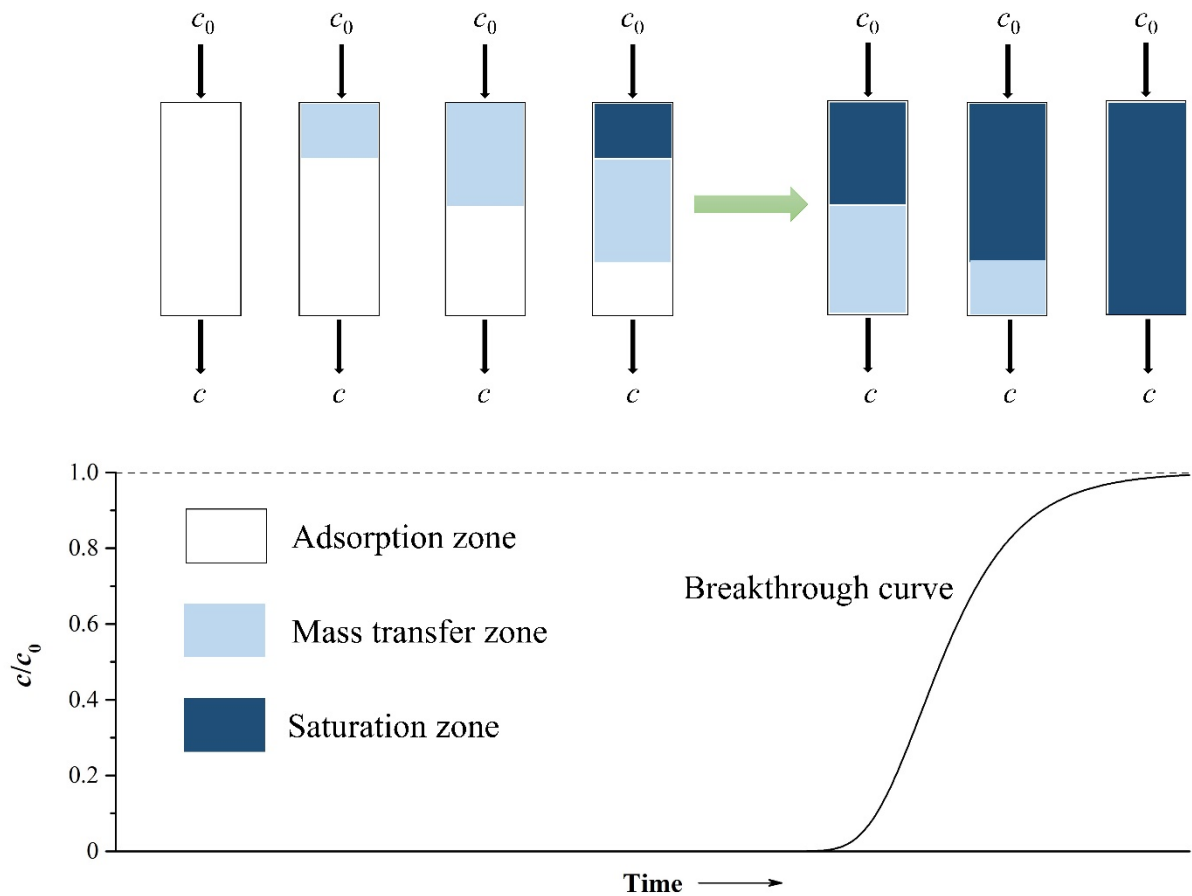 c₀ c₀ c₀ c₀ c₀ c₀ c₀
c c c c c c c
1.0
Adsorption zone
0.8
Breakthrough curve
Mass transfer zone
0.6
c/c₀
0.4
Saturation zone
0.2
0
Time